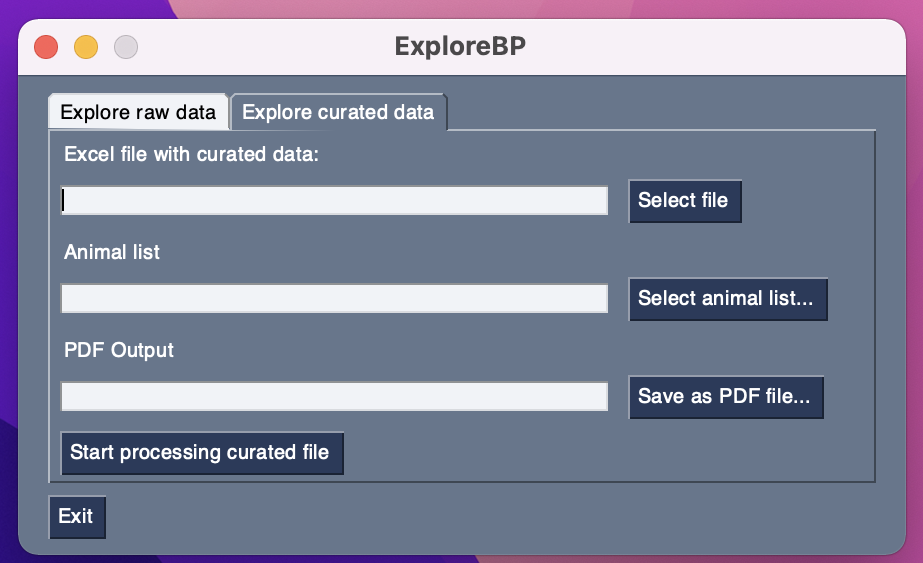 ExploreBP
Explore raw data Explore curated data
Excel file with curated data:
Select file
Animal list
Select animal list...
PDF Output
Save as PDF file...
Start processing curated file
Exit